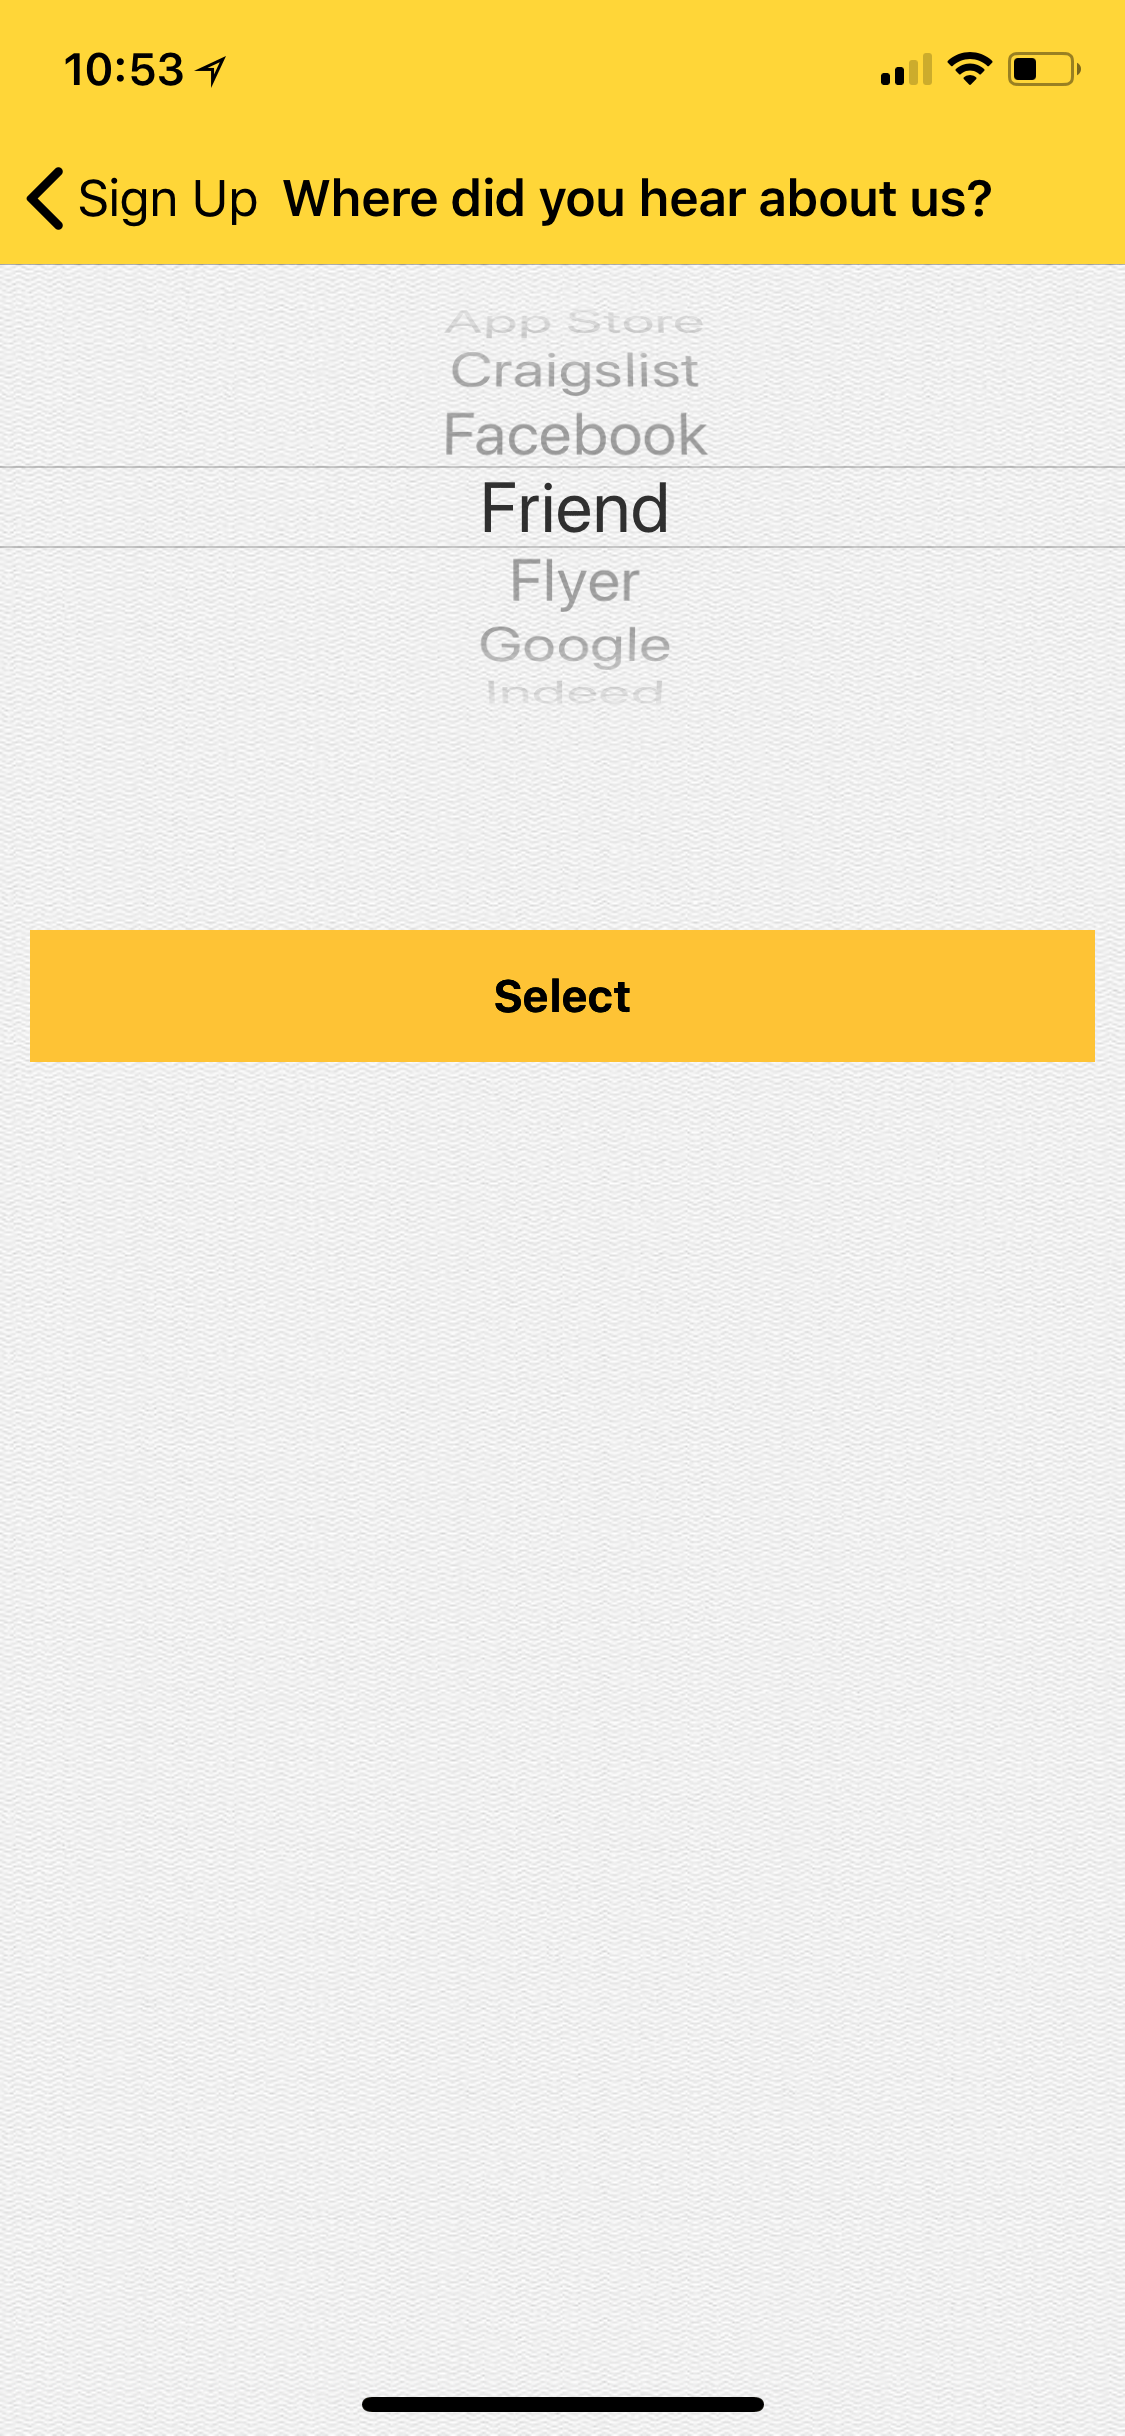 10:53
Sign Up Where did you hear about us?
App Store
Craigslist
Facebook
Friend
Flyer
Google
Indeed
Select